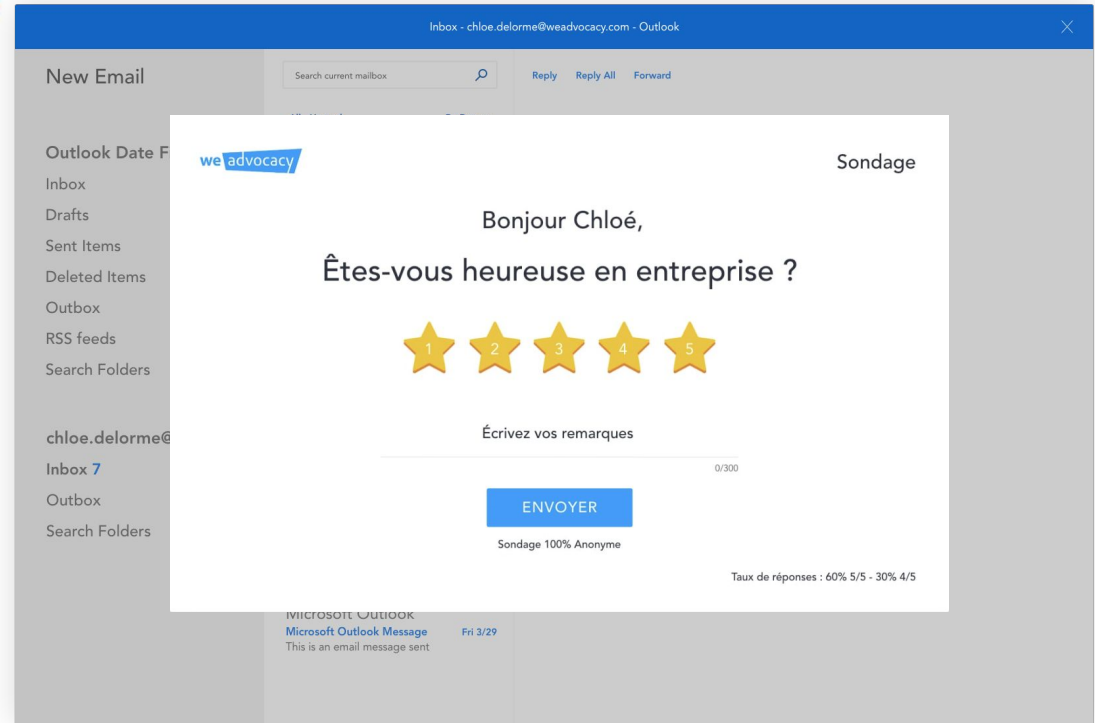 Inbox - chloe.delorme@weadvocacy.com - Outlook
New Email
Search current mailbox
Reply Reply All Forward
Outlook Date F
Inbox
Drafts
Sent Items
Deleted Items
Outbox
RSS feeds
Search Folders
chloe.delorme@
Inbox 7
Outbox
Search Folders
we advocacy
Sondage
Bonjour Chloé,
Êtes-vous heureuse en entreprise ?
1 2 3 4 5
Écrivez vos remarques
0/300
ENVOYER
Sondage 100% Anonyme
Taux de réponses : 60% 5/5 - 30% 4/5
Microsoft Outlook
Microsoft Outlook Message Fri 3/29
This is an email message sent